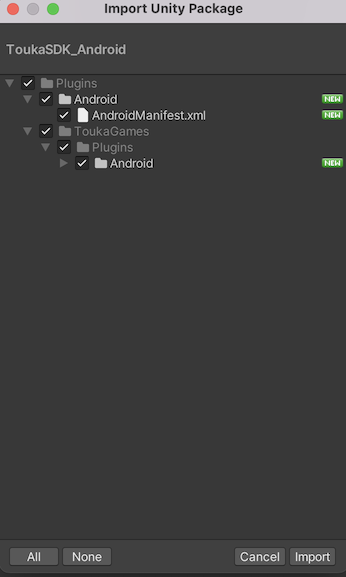 Import Unity Package
ToukaSDK_Android
Plugins
Android NEW
AndroidManifest.xml NEW
ToukaGames
Plugins
Android NEW
All None Cancel Import